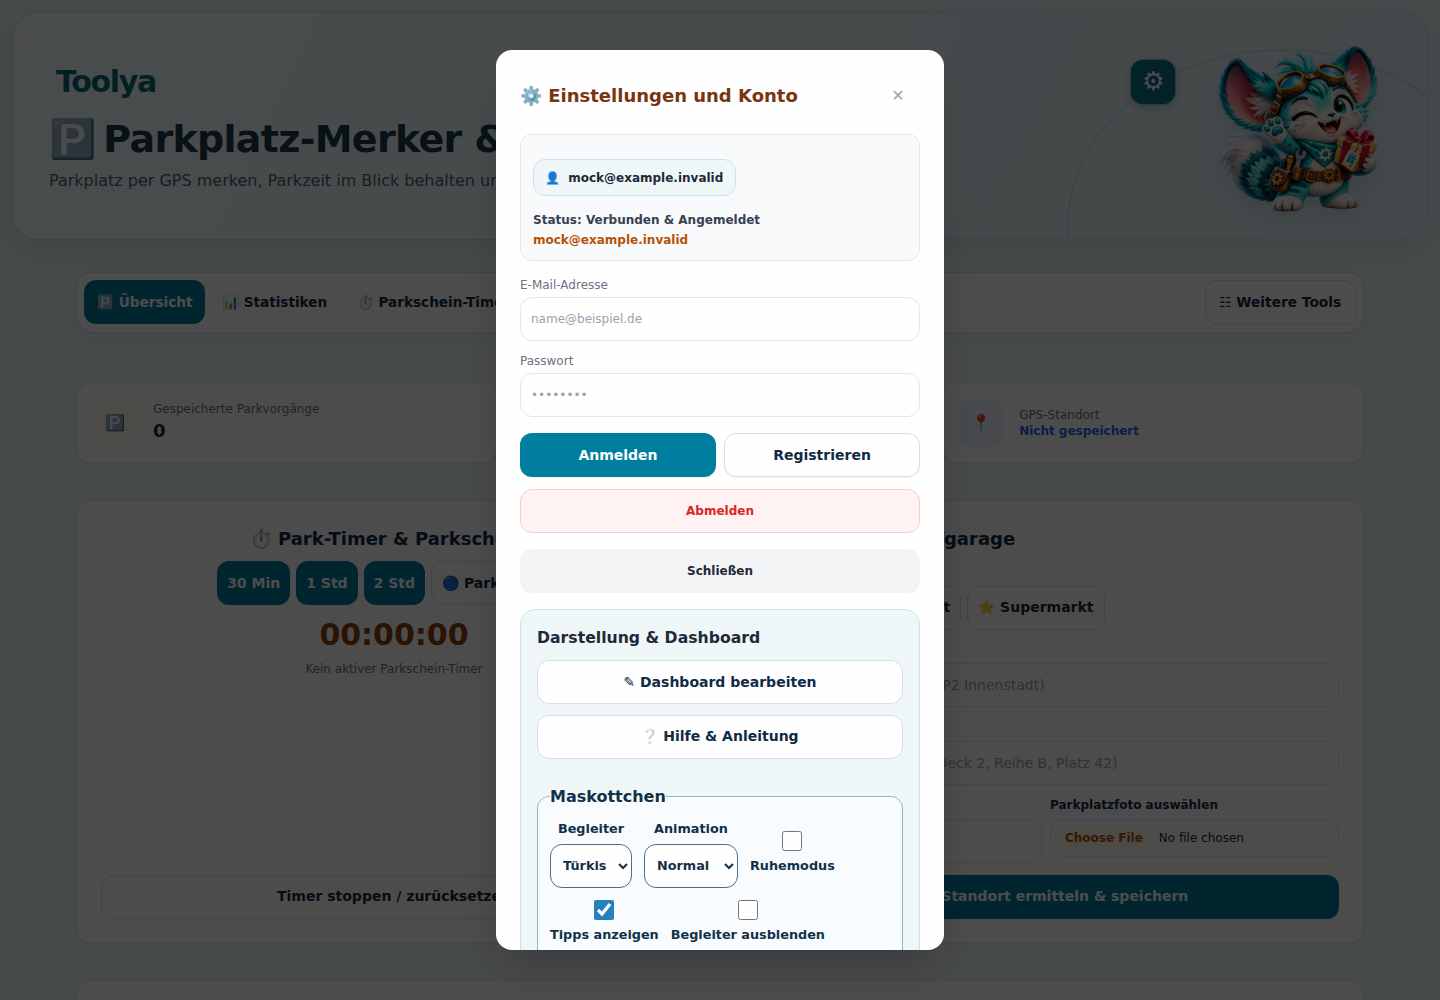 Toolya
🅿️ Parkplatz-Merker &
Parkplatz per GPS merken, Parkzeit im Blick behalten
⚙️ Einstellungen und Konto
×
👤 mock@example.invalid
Status: Verbunden & Angemeldet
mock@example.invalid
E-Mail-Adresse
name@beispiel.de
Passwort
••••••••
Anmelden
Registrieren
Abmelden
Schließen
Darstellung & Dashboard
✎ Dashboard bearbeiten
❔ Hilfe & Anleitung
Maskottchen
Begleiter
Animation
Türkis
Normal
Ruhemodus
Tipps anzeigen
Begleiter ausblenden
🅿️ Übersicht
📊 Statistiken
⏱️ Parkschein-Time
☷ Weitere Tools
Gespeicherte Parkvorgänge
0
GPS-Standort
Nicht gespeichert
⏱️ Park-Timer & Parksch
30 Min
1 Std
2 Std
🔵 Park
00:00:00
Kein aktiver Parkschein-Timer
Timer stoppen / zurücksetze
garage
t
⭐ Supermarkt
P2 Innenstadt)
eck 2, Reihe B, Platz 42)
Parkplatzfoto auswählen
Choose File
No file chosen
Standort ermitteln & speichern